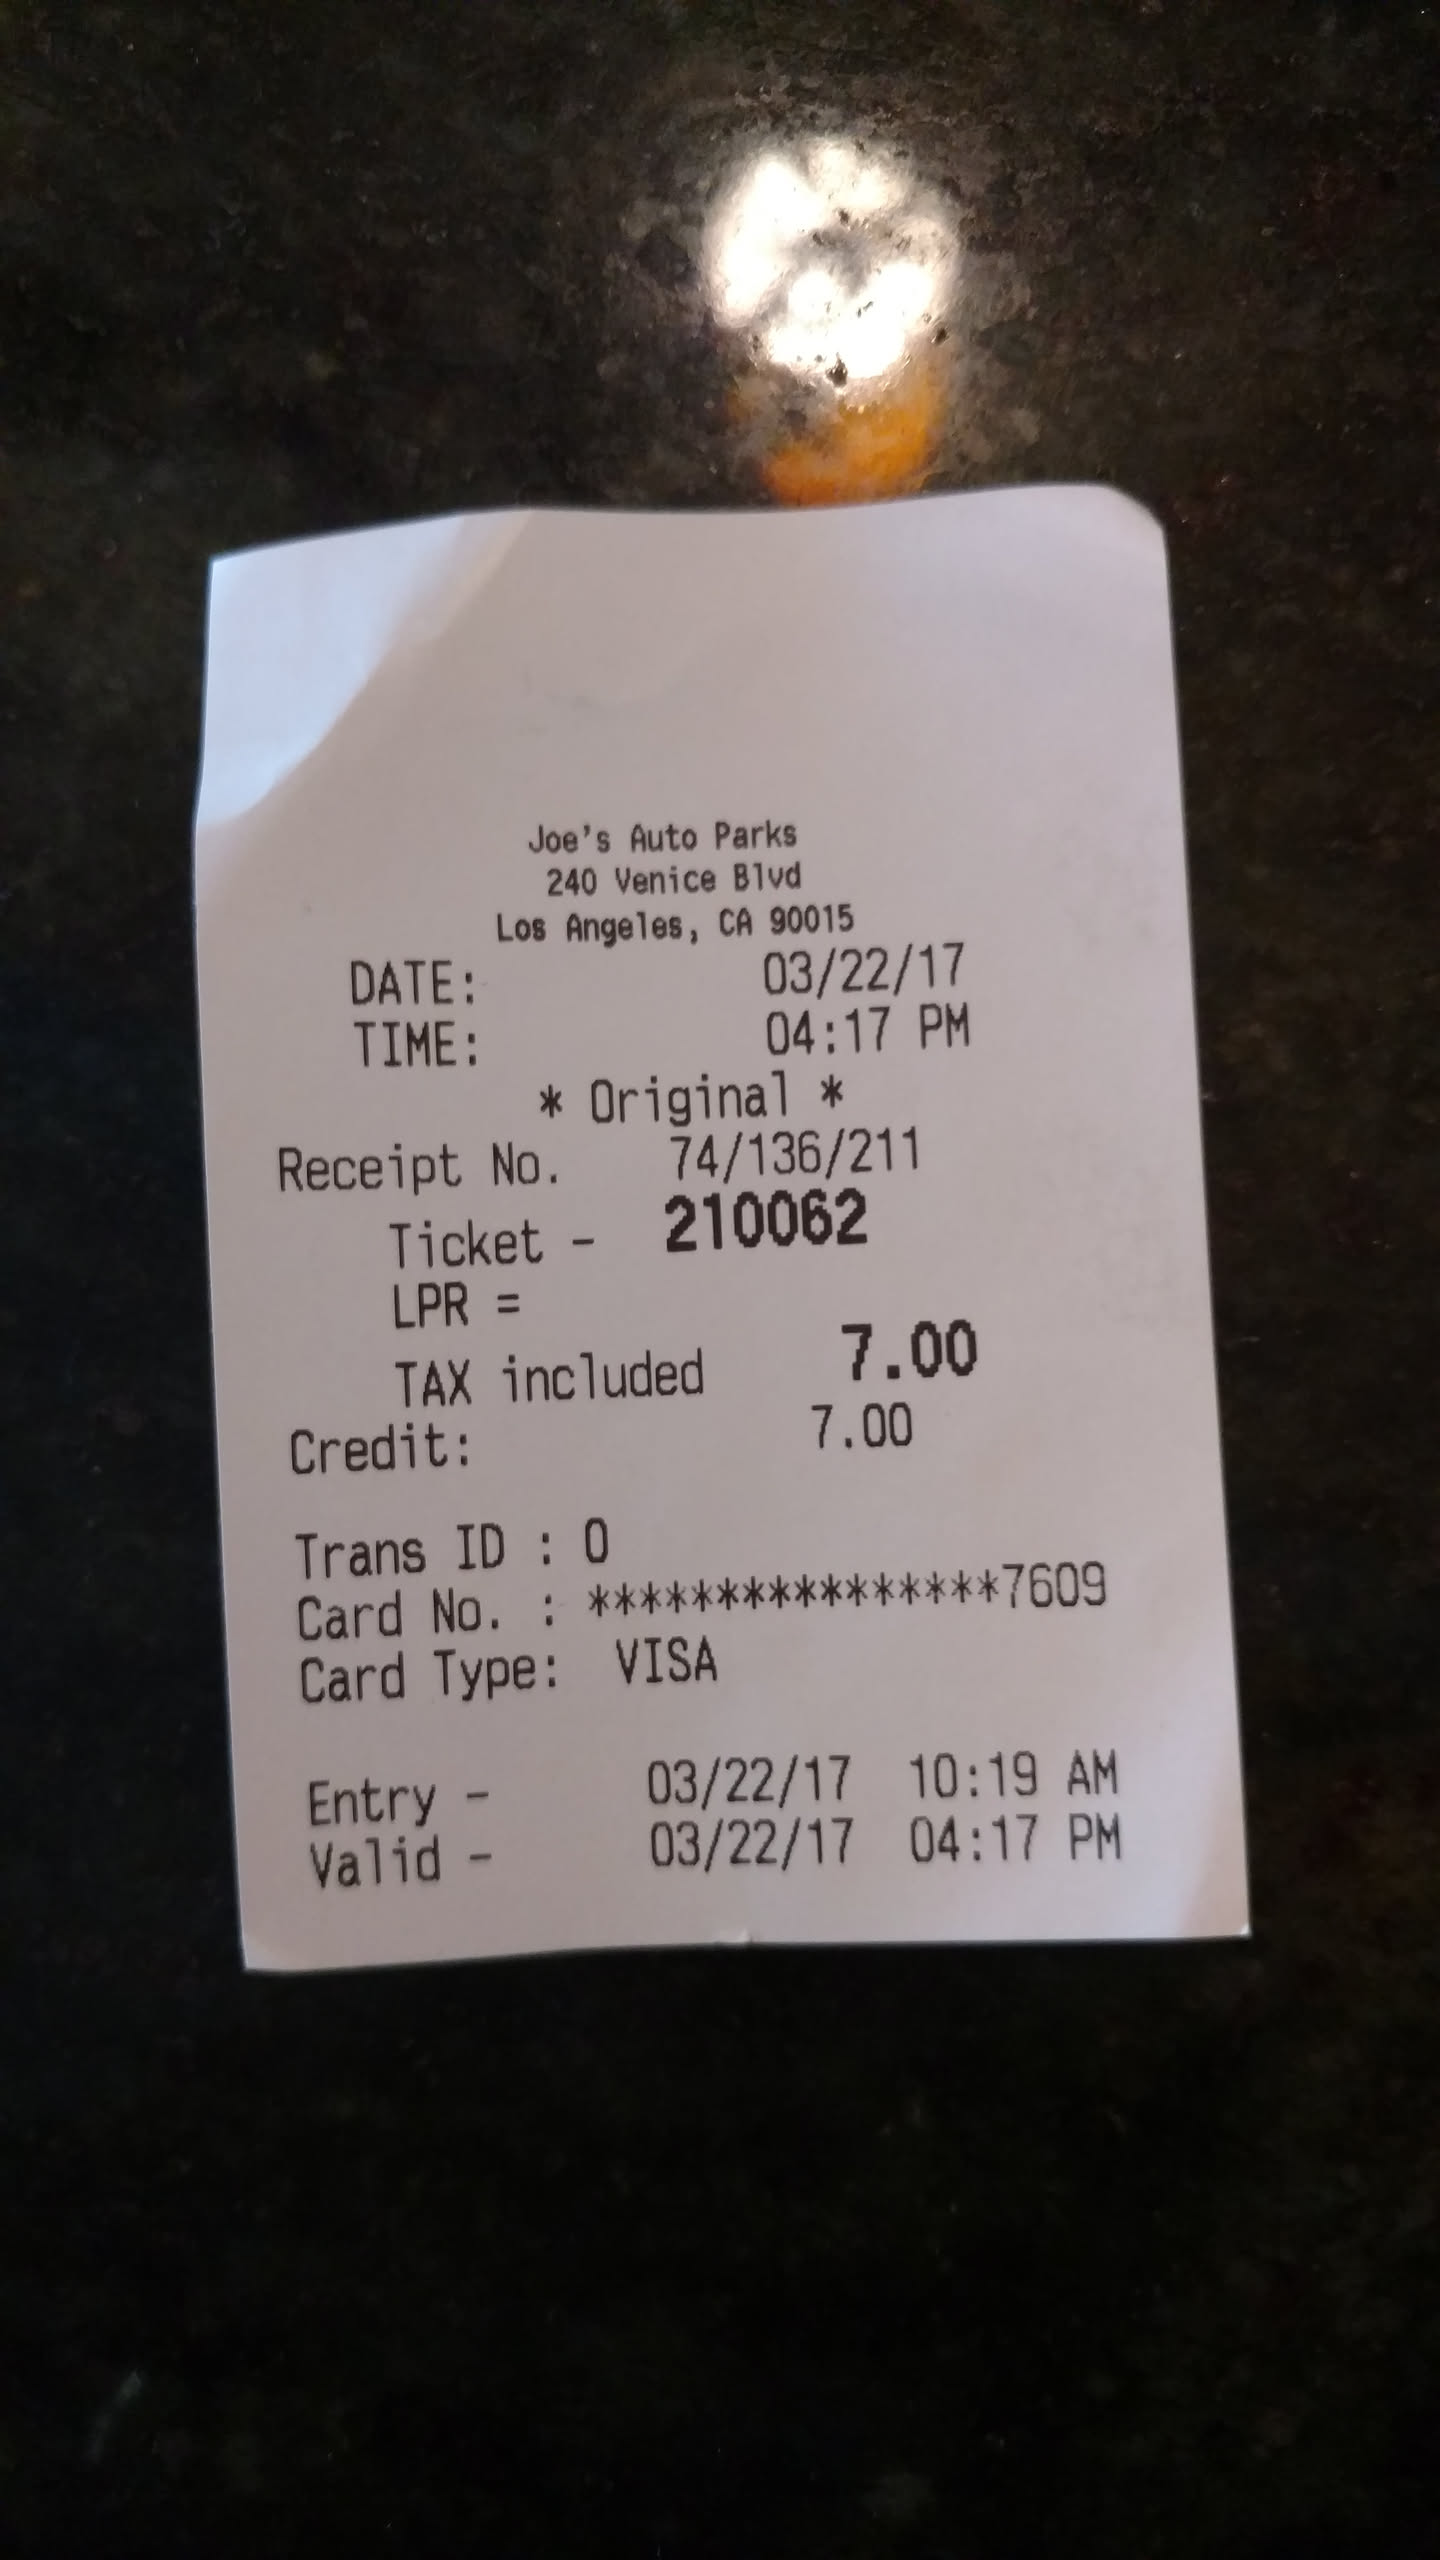 Joe's Auto Parks
240 Venice Blvd
Los Angeles, CA 90015
DATE: 03/22/17
TIME: 04:17 PM
* Original *
Receipt No. 74/136/211
Ticket - 210062
LPR =
TAX included 7.00
Credit: 7.00
Trans ID : 0
Card No. : ****************7609
Card Type: VISA
Entry - 03/22/17 10:19 AM
Valid - 03/22/17 04:17 PM